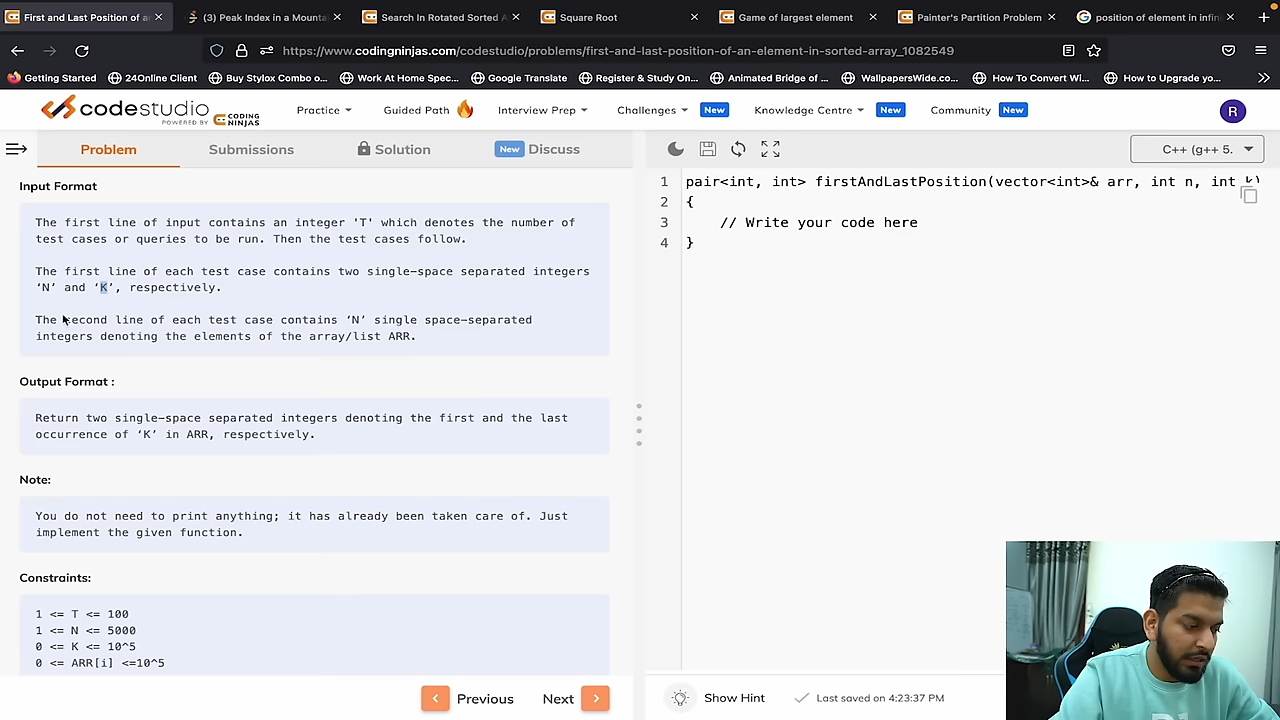 First and Last Position of ar
(3) Peak Index in a Mounta
Search In Rotated Sorted A
Square Root
Game of largest element
Painter's Partition Problem
position of element in infin
https://www.codingninjas.com/codestudio/problems/first-and-last-position-of-an-element-in-sorted-array_1082549
Getting Started
24Online Client
Buy Stylox Combo o...
Work At Home Spec...
Google Translate
Register & Study On...
Animated Bridge of ...
WallpapersWide.co...
How To Convert Wi...
How to Upgrade yo...
codestudio
POWERED BY CODING NINJAS
Practice
Guided Path
Interview Prep
Challenges New
Knowledge Centre New
Community New
R
Problem
Submissions
Solution
New Discuss
C++ (g++ 5.
Input Format
The first line of input contains an integer 'T' which denotes the number of
test cases or queries to be run. Then the test cases follow.
The first line of each test case contains two single-space separated integers
‘N’ and ‘K’, respectively.
The second line of each test case contains ‘N’ single space-separated
integers denoting the elements of the array/list ARR.
Output Format :
Return two single-space separated integers denoting the first and the last
occurrence of ‘K’ in ARR, respectively.
Note:
You do not need to print anything; it has already been taken care of. Just
implement the given function.
Constraints:
1 <= T <= 100
1 <= N <= 5000
0 <= K <= 10^5
0 <= ARR[i] <=10^5
Previous
Next
1 pair<int, int> firstAndLastPosition(vector<int>& arr, int n, int k)
2 {
3 // Write your code here
4 }
Show Hint
Last saved on 4:23:37 PM